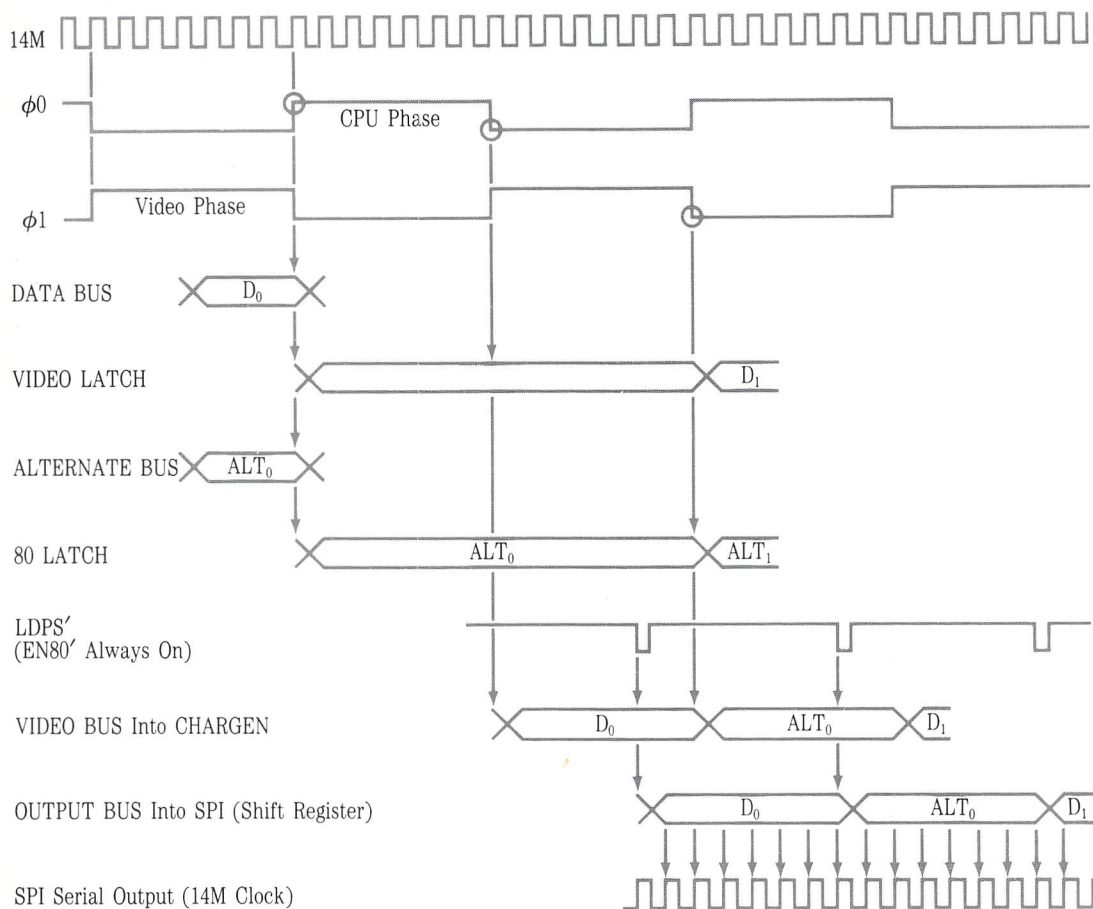 14M
ϕ0
CPU Phase
Video Phase
ϕ1
DATA BUS
D₀
VIDEO LATCH
D₁
ALTERNATE BUS
ALT₀
80 LATCH
ALT₀
ALT₁
LDPS′
(EN80′ Always On)
VIDEO BUS Into CHARGEN
D₀
ALT₀
D₁
OUTPUT BUS Into SPI (Shift Register)
D₀
ALT₀
D₁
SPI Serial Output (14M Clock)